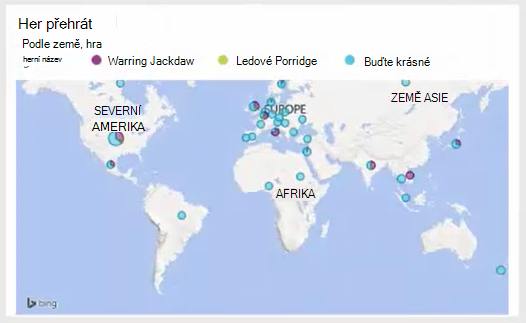 Her přehrát
Podle země, hra
herní název
Warring Jackdaw
Ledové Porridge
Buďte krásné
SEVERNÍ
AMERIKA
EUROPE
ZEMĚ ASIE
AFRIKA
bing